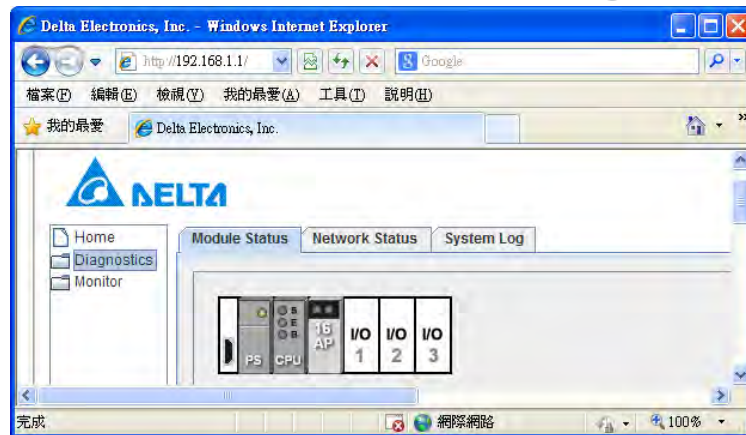 Delta Electronics, Inc. - Windows Internet Explorer
http://192.168.1.1/ Google
檔案(F) 編輯(E) 檢視(V) 我的最愛(A) 工具(T) 說明(H)
我的最愛 Delta Electronics, Inc.
DELTA
Home
Diagnostics
Monitor
Module Status Network Status System Log
PS
S
E
B
CPU
16
AP
I/O
1
I/O
2
I/O
3
完成 網際網路 100%